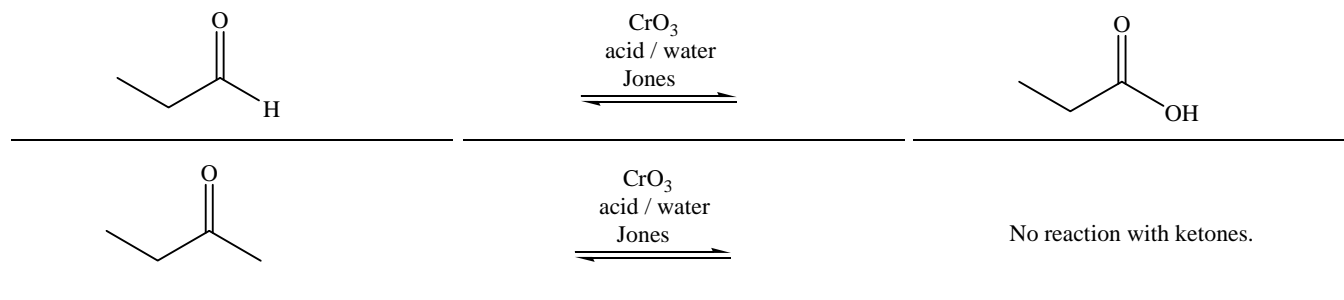 O
H
CrO3
acid / water
Jones
O
OH
O
CrO3
acid / water
Jones
No reaction with ketones.